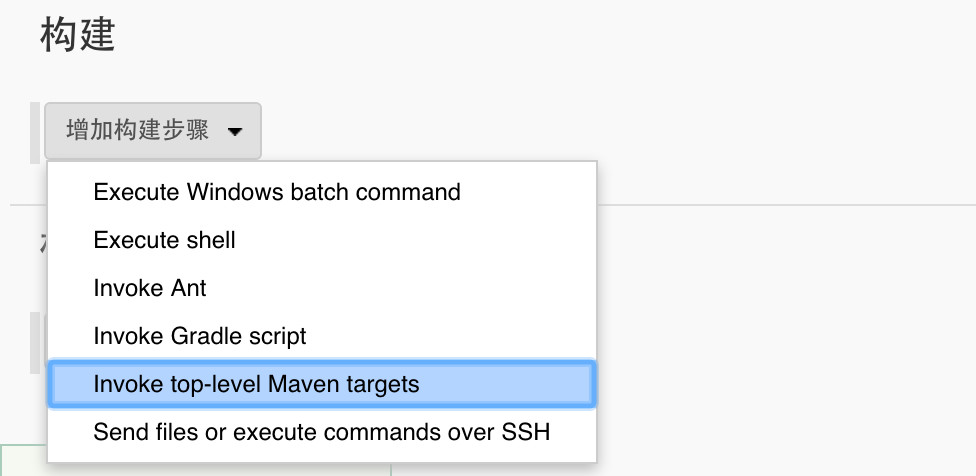 构建
增加构建步骤
Execute Windows batch command
Execute shell
Invoke Ant
Invoke Gradle script
Invoke top-level Maven targets
Send files or execute commands over SSH